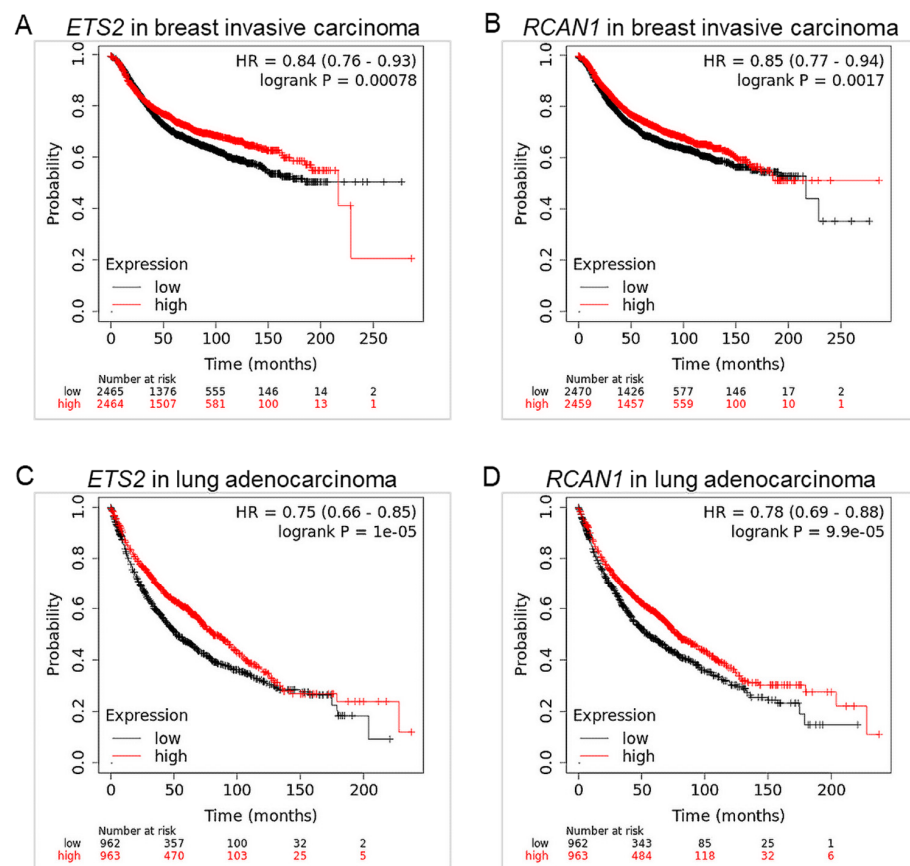 A ETS2 in breast invasive carcinoma
HR = 0.84 (0.76 - 0.93)
logrank P = 0.00078
Probability
1.0
0.8
0.6
0.4
0.2
0.0
Expression
low
high
0 50 100 150 200 250
Time (months)
Number at risk
low 2465 1376 555 146 14 2
high 2464 1507 581 100 13 1
B RCAN1 in breast invasive carcinoma
HR = 0.85 (0.77 - 0.94)
logrank P = 0.0017
Probability
1.0
0.8
0.6
0.4
0.2
0.0
Expression
low
high
0 50 100 150 200 250
Time (months)
Number at risk
low 2470 1426 577 146 17 2
high 2459 1457 559 100 10 1
C ETS2 in lung adenocarcinoma
HR = 0.75 (0.66 - 0.85)
logrank P = 1e-05
Probability
1.0
0.8
0.6
0.4
0.2
0.0
Expression
low
high
0 50 100 150 200
Time (months)
Number at risk
low 962 357 100 32 2
high 963 470 103 25 5
D RCAN1 in lung adenocarcinoma
HR = 0.78 (0.69 - 0.88)
logrank P = 9.9e-05
Probability
1.0
0.8
0.6
0.4
0.2
0.0
Expression
low
high
0 50 100 150 200
Time (months)
Number at risk
low 962 343 85 25 1
high 963 484 118 32 6